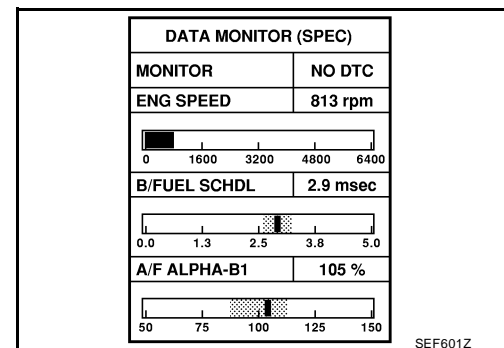 DATA MONITOR (SPEC)
MONITOR NO DTC
ENG SPEED 813 rpm
0 1600 3200 4800 6400
B/FUEL SCHDL 2.9 msec
0.0 1.3 2.5 3.8 5.0
A/F ALPHA-B1 105 %
50 75 100 125 150
SEF601Z